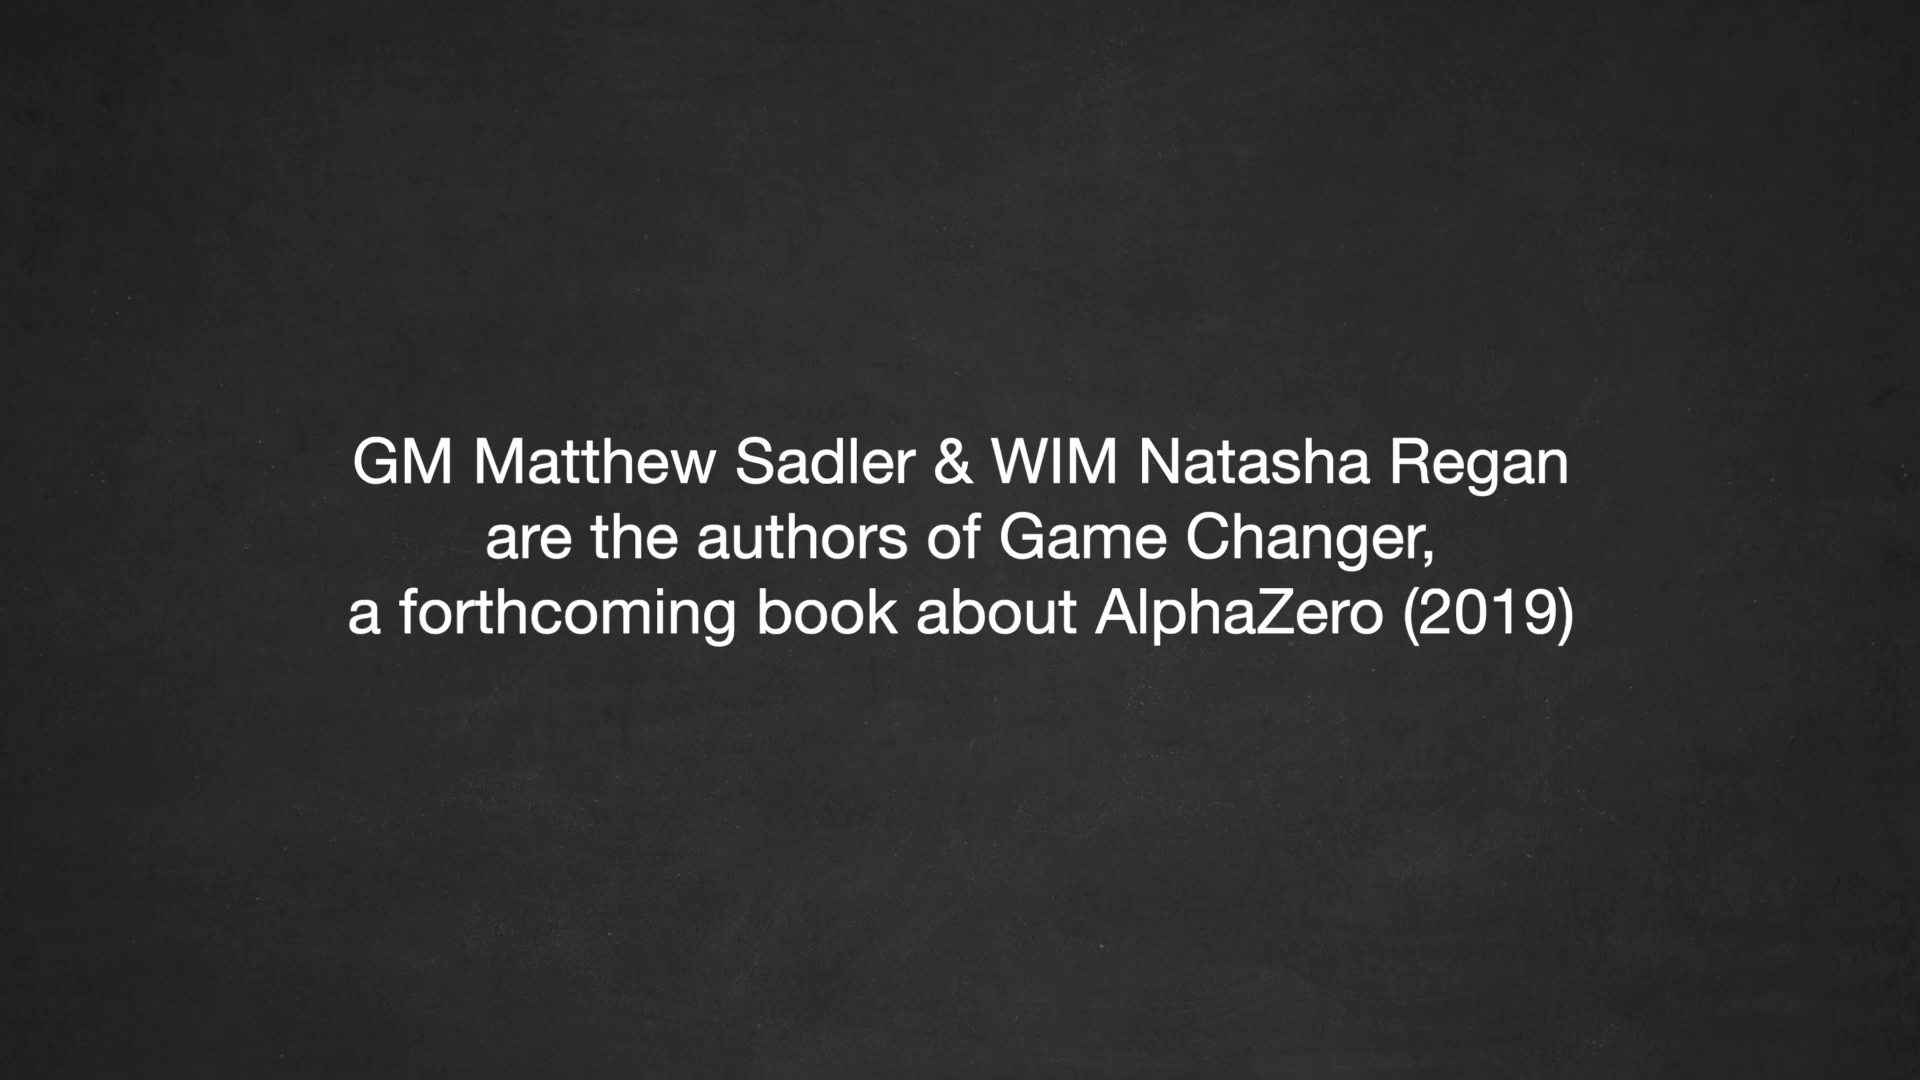 GM Matthew Sadler & WIM Natasha Regan
are the authors of Game Changer,
a forthcoming book about AlphaZero (2019)